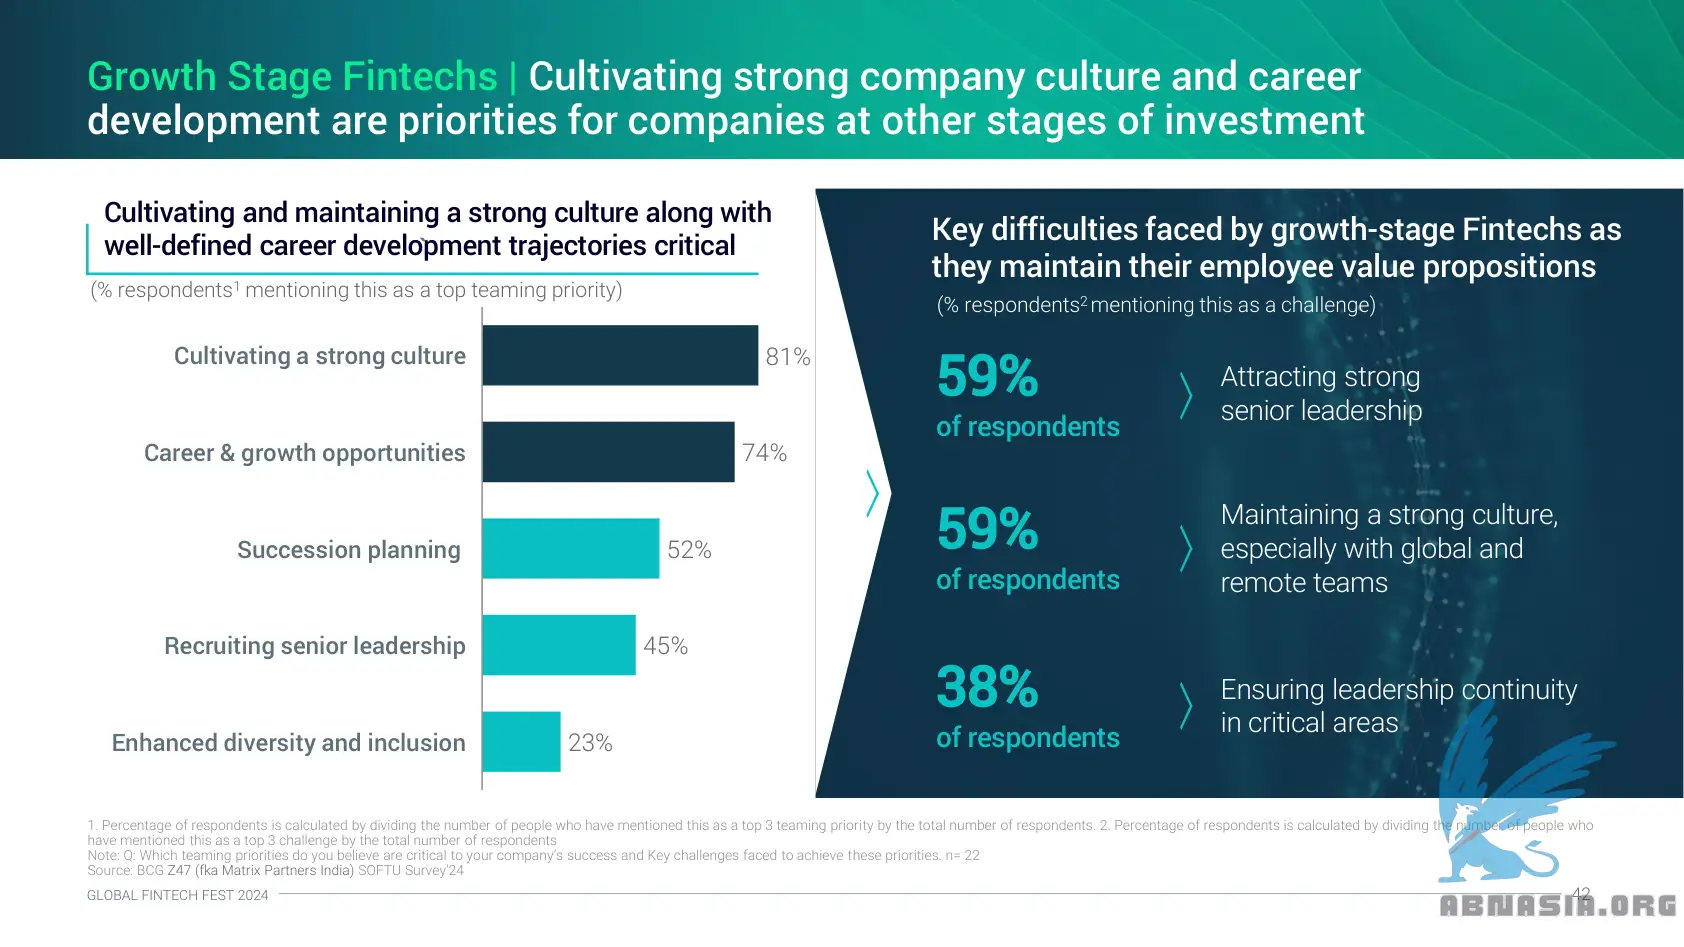 Growth Stage Fintechs | Cultivating strong company culture and career
development are priorities for companies at other stages of investment
Cultivating and maintaining a strong culture along with
well-defined career development trajectories critical
(% respondents¹ mentioning this as a top teaming priority)
Cultivating a strong culture
81%
Career & growth opportunities
74%
Succession planning
52%
Recruiting senior leadership
45%
Enhanced diversity and inclusion
23%
Key difficulties faced by growth-stage Fintechs as
they maintain their employee value propositions
(% respondents² mentioning this as a challenge)
59%
of respondents
Attracting strong
senior leadership
59%
of respondents
Maintaining a strong culture,
especially with global and
remote teams
38%
of respondents
Ensuring leadership continuity
in critical areas
1. Percentage of respondents is calculated by dividing the number of people who have mentioned this as a top 3 teaming priority by the total number of respondents. 2. Percentage of respondents is calculated by dividing the number of people who
have mentioned this as a top 3 challenge by the total number of respondents
Note: Q: Which teaming priorities do you believe are critical to your company's success and Key challenges faced to achieve these priorities. n= 22
Source: BCG Z47 (fka Matrix Partners India) SOFTU Survey'24
GLOBAL FINTECH FEST 2024
42
ABNASIA.ORG